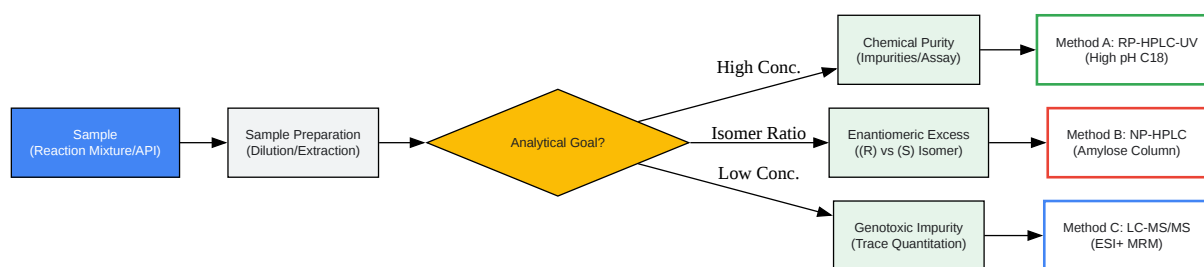 Sample
(Reaction Mixture/API)
Sample Preparation
(Dilution/Extraction)
Analytical Goal?
High Conc.
Isomer Ratio
Low Conc.
Chemical Purity
(Impurities/Assay)
Method A: RP-HPLC-UV
(High pH C18)
Enantiomeric Excess
((R) vs (S) Isomer)
Method B: NP-HPLC
(Amylose Column)
Genotoxic Impurity
(Trace Quantitation)
Method C: LC-MS/MS
(ESI+ MRM)